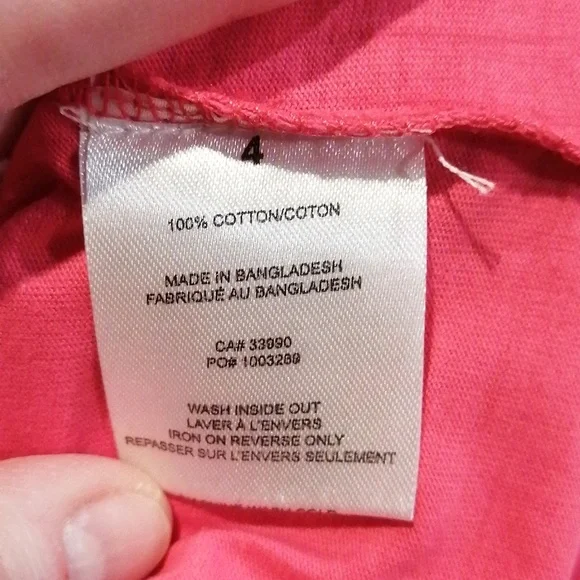 4
100% COTTON/COTON
MADE IN BANGLADESH
FABRIQUÉ AU BANGLADESH
CA# 33990
PO# 1003289
WASH INSIDE OUT
LAVER À L'ENVERS
IRON ON REVERSE ONLY
REPASSER SUR L'ENVERS SEULEMENT